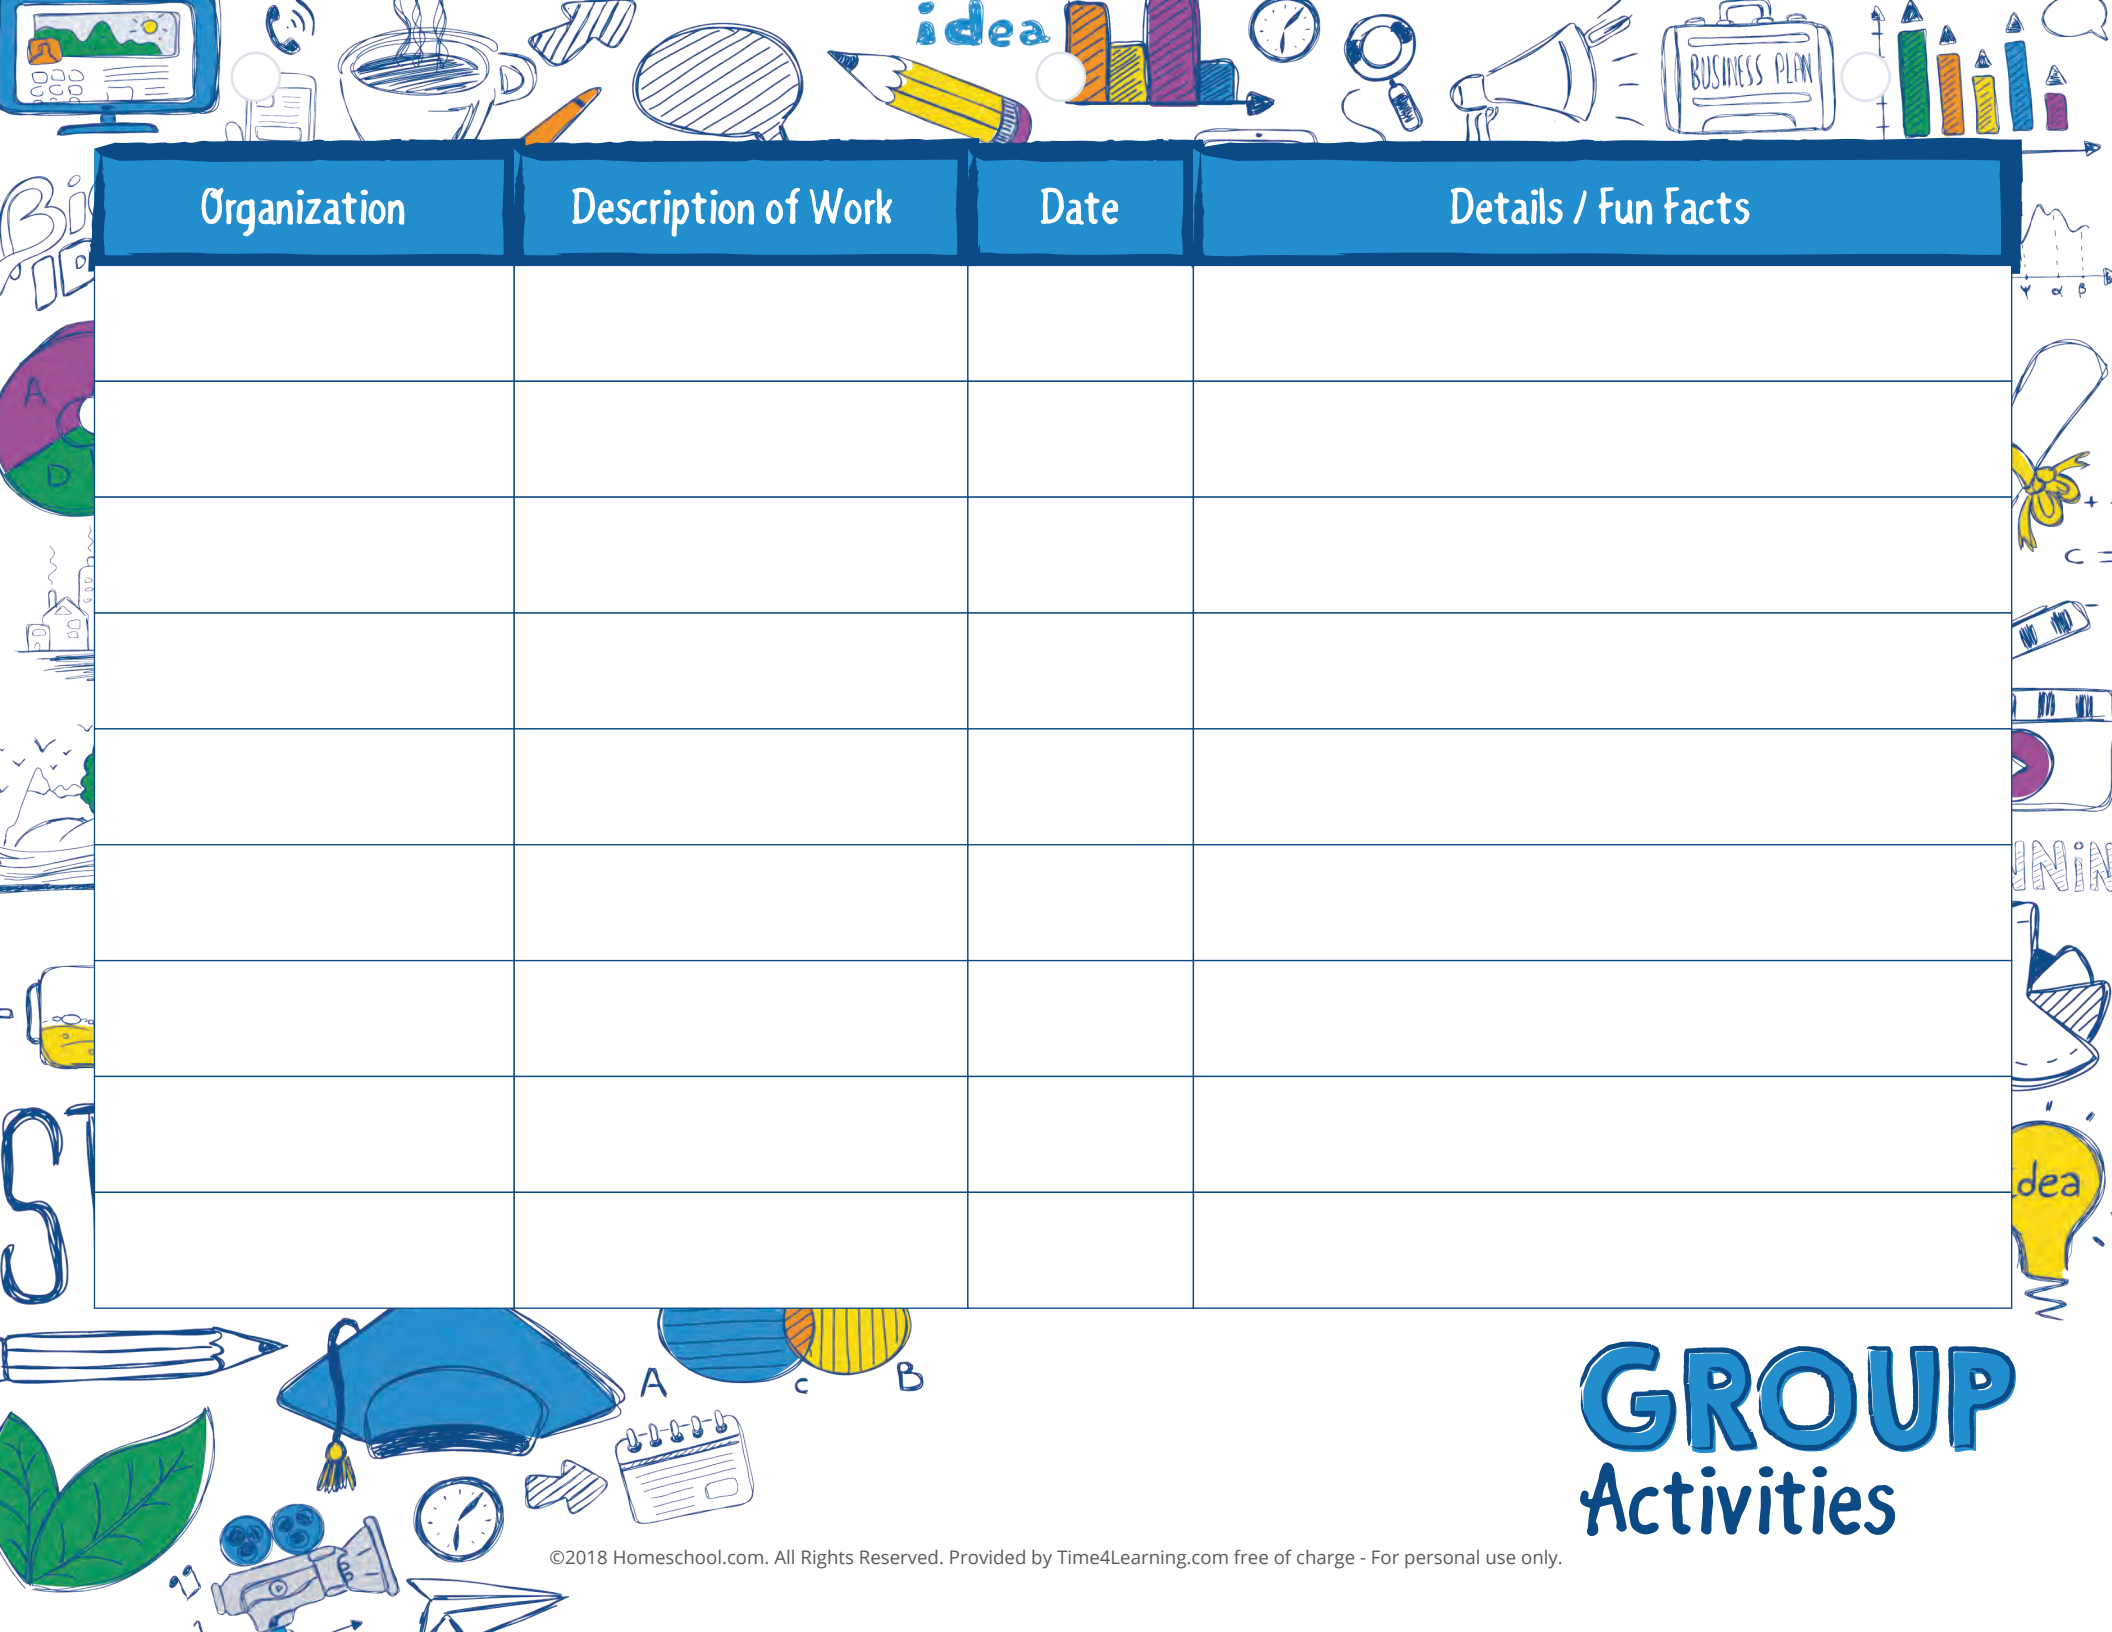 idea
BUSINESS PLAN
Organization
Description of Work
Date
Details / Fun Facts
A
D
C =
dea
A
C
B
GROUP
Activities
©2018 Homeschool.com. All Rights Reserved. Provided by Time4Learning.com free of charge - For personal use only.